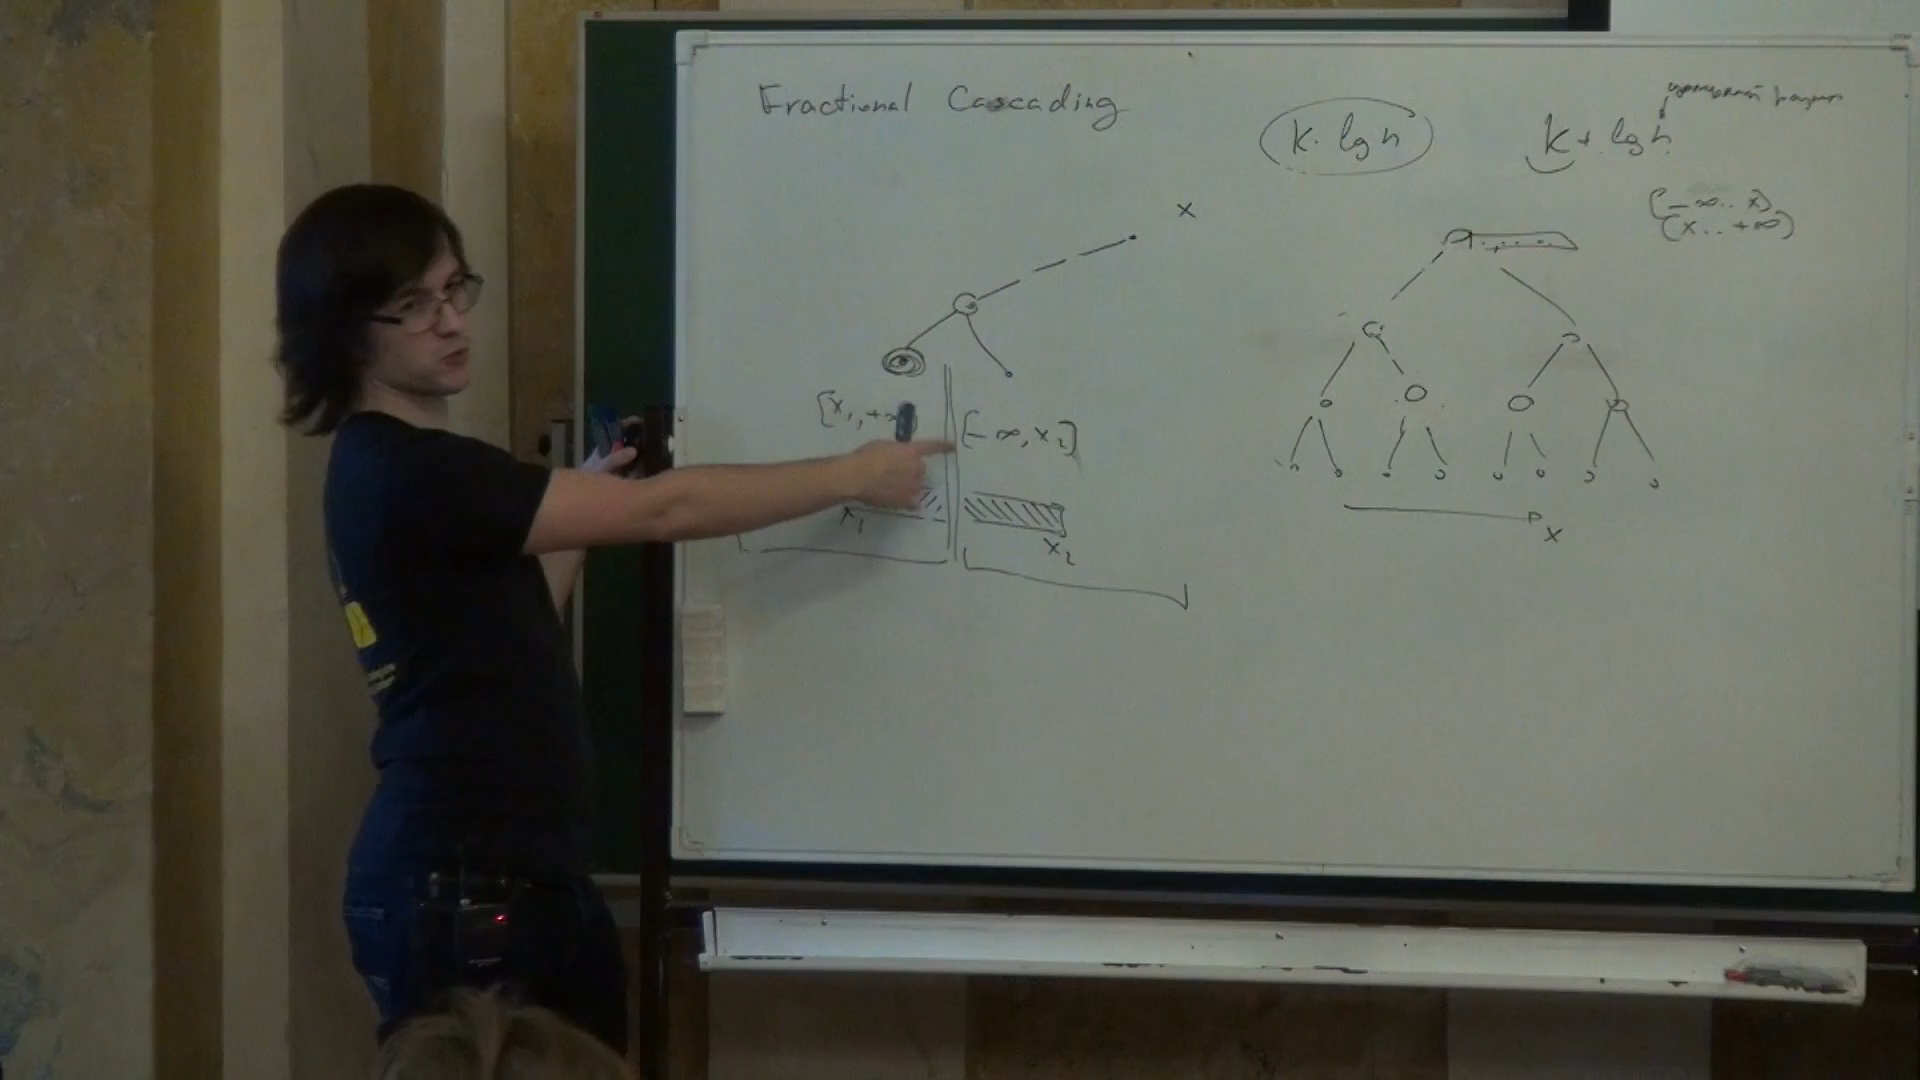 Fractional Cascading
k · lg n
k + lg n
[-∞ .. x)
(x .. +∞)
x
[x₁, +∞]
[-∞, x₂]
x₁
x₂
x